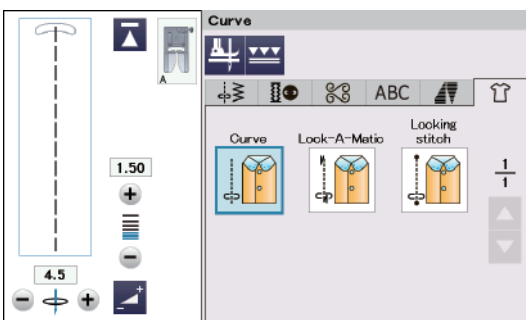 Curve
A
ABC
Curve
Look-A-Matic
Looking
stitch
1
1
1.50
4.5